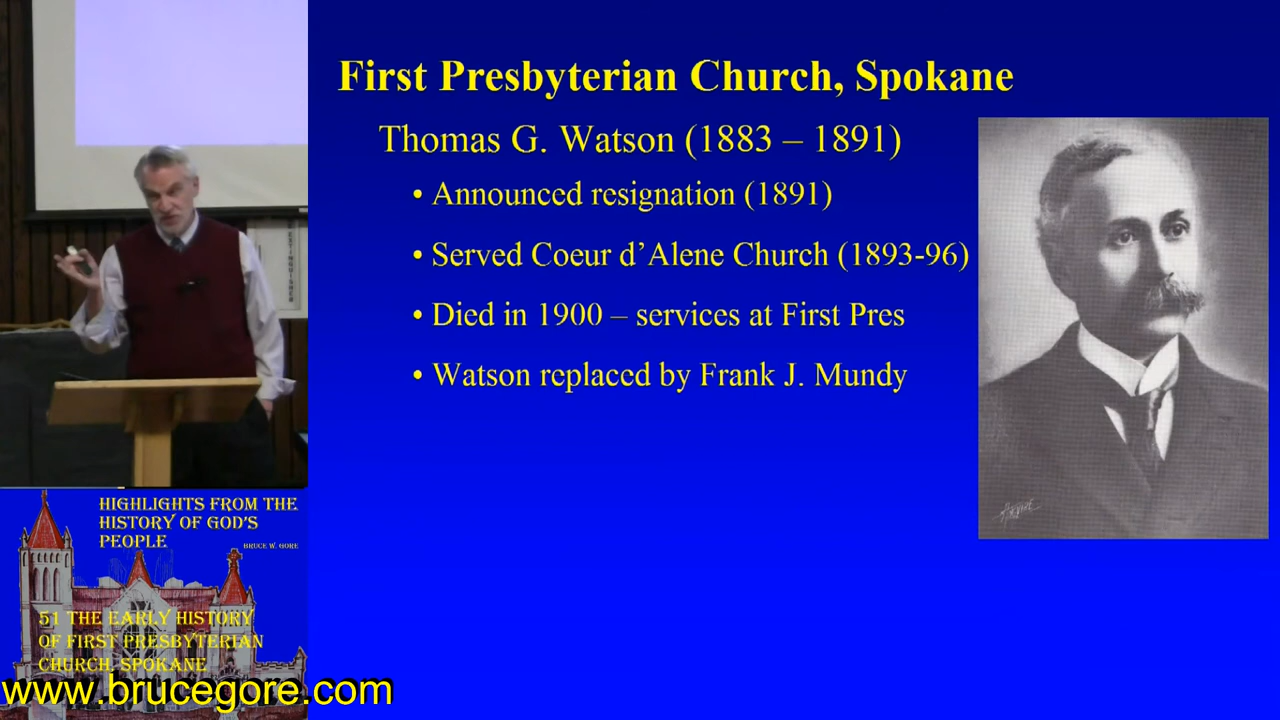 First Presbyterian Church, Spokane
Thomas G. Watson (1883 – 1891)
• Announced resignation (1891)
• Served Coeur d’Alene Church (1893-96)
• Died in 1900 – services at First Pres
• Watson replaced by Frank J. Mundy
EXTINGUISHER
HIGHLIGHTS FROM THE
HISTORY OF GOD'S
PEOPLE
BRUCE W. GORE
51 THE EARLY HISTORY
OF FIRST PRESBYTERIAN
CHURCH, SPOKANE
www.brucegore.com